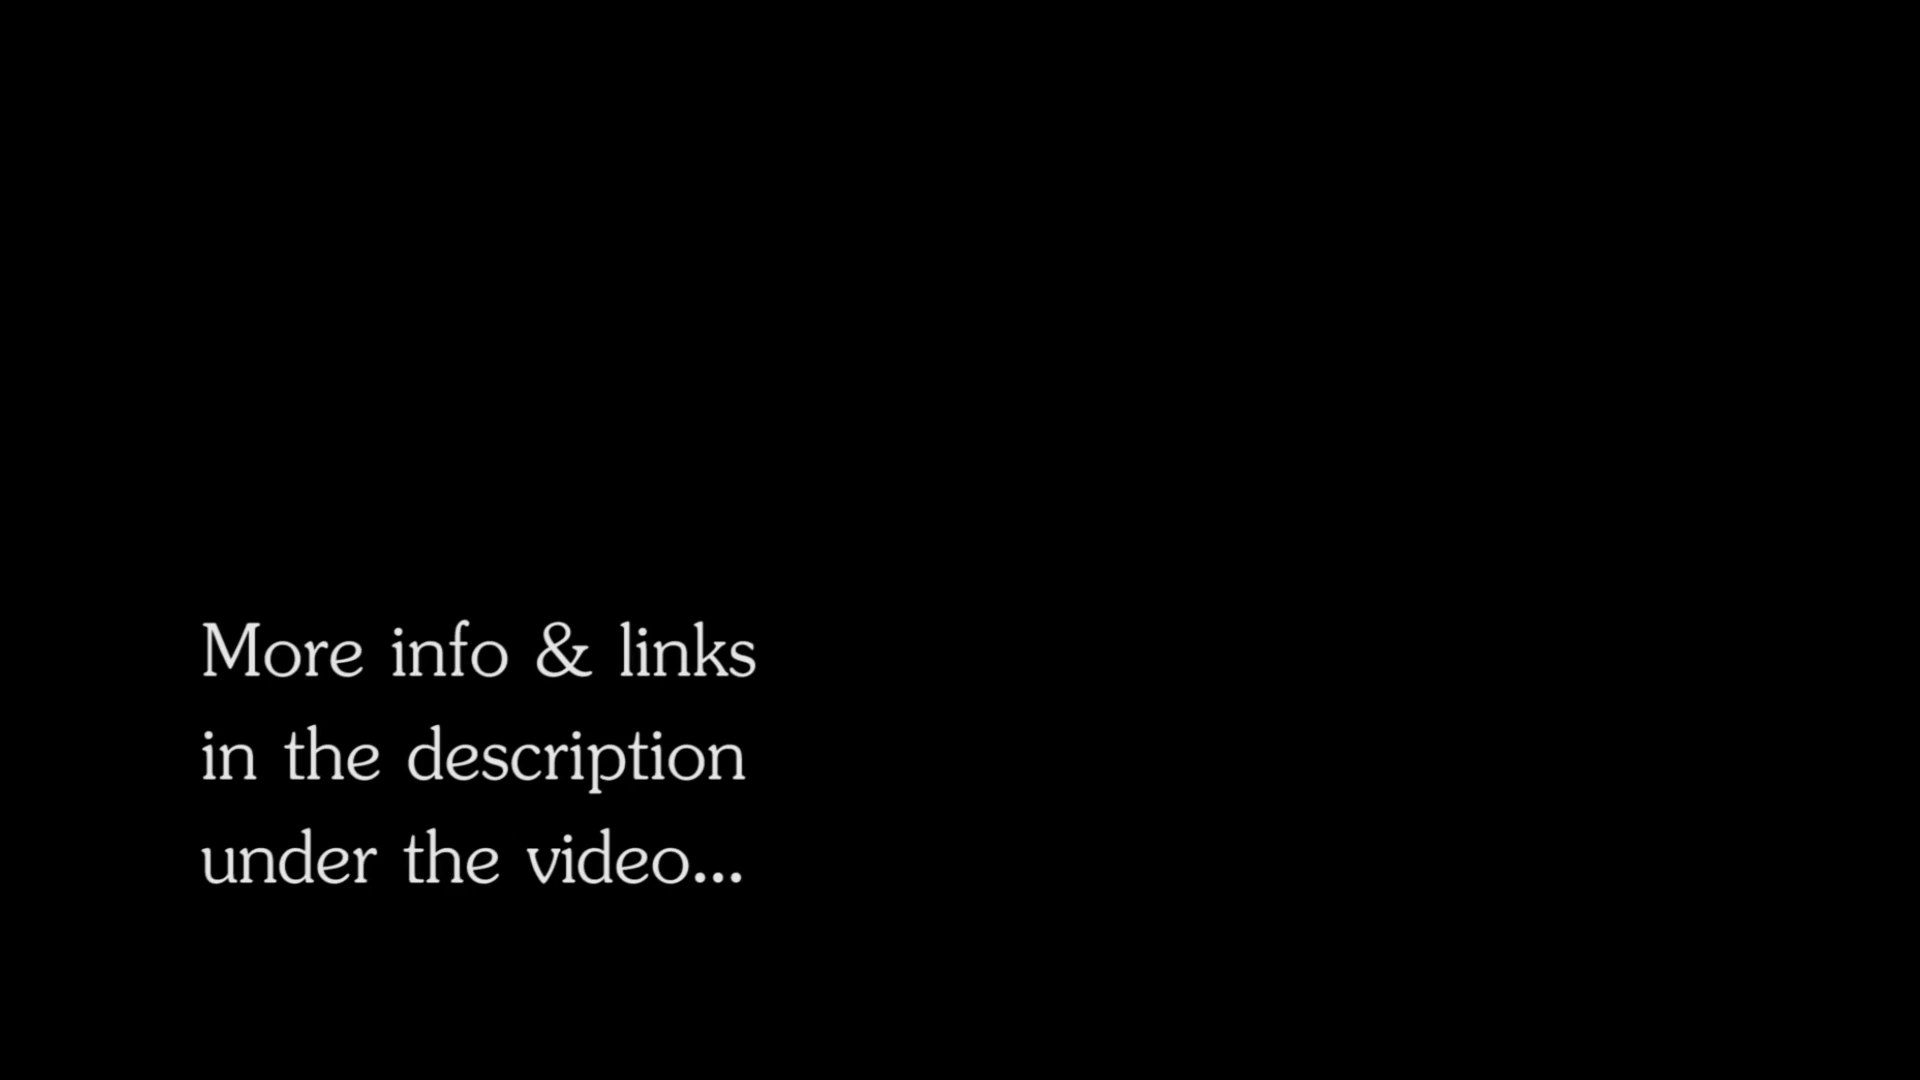 More info & links
in the description
under the video...